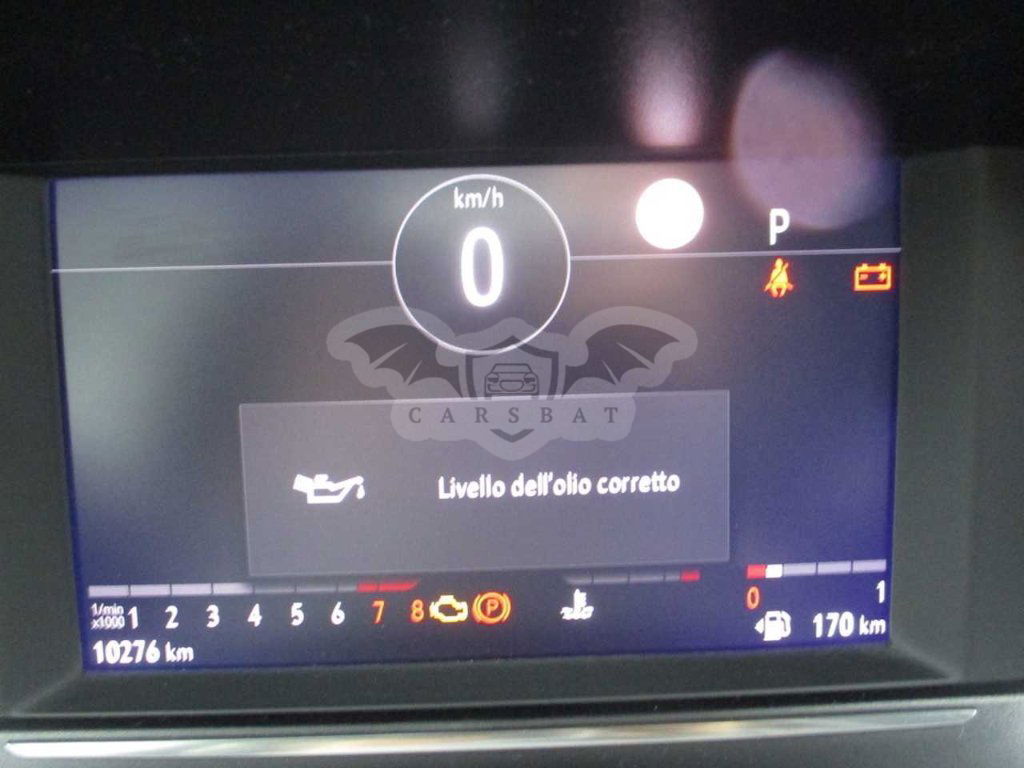 km/h
0
P
CARSBAT
Livello dell'olio corretto
1/min
x1000 1 2 3 4 5 6 7 8 P
0 1
10276 km
170 km